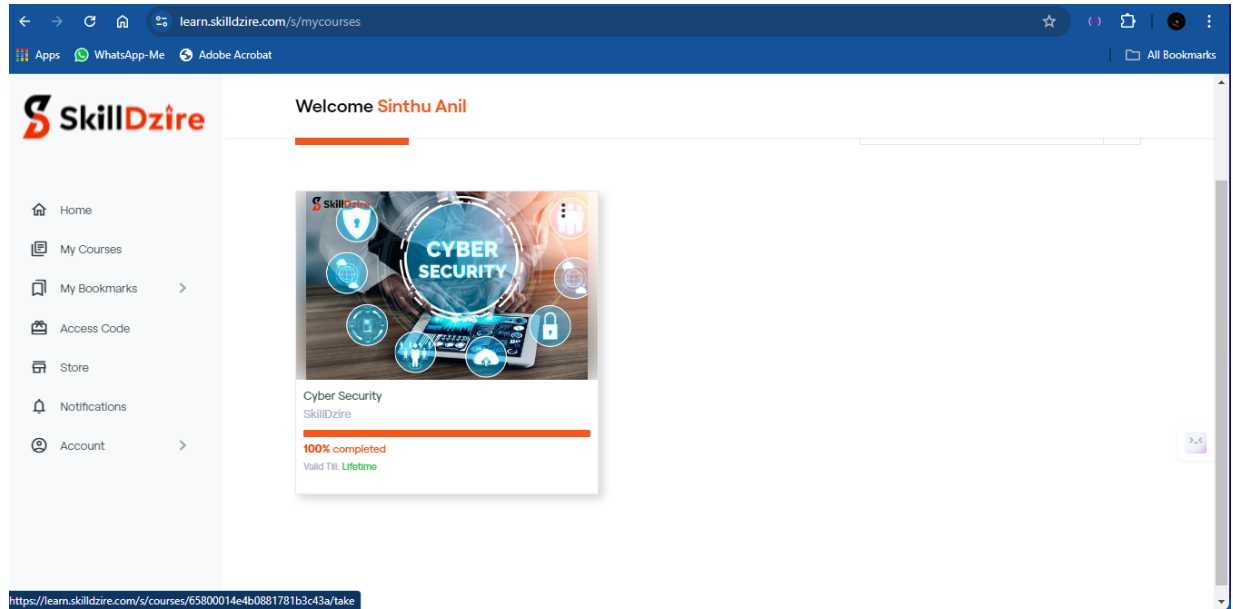 learn.skilldzire.com/s/mycourses
Apps WhatsApp-Me Adobe Acrobat All Bookmarks
SkillDzire
Welcome Sinthu Anil
Home
My Courses
My Bookmarks
Access Code
Store
Notifications
Account
SkillDzire
CYBER
SECURITY
Cyber Security
SkillDzire
100% completed
Valid Till: Lifetime
https://learn.skilldzire.com/s/courses/65800014e4b0881781b3c43a/take